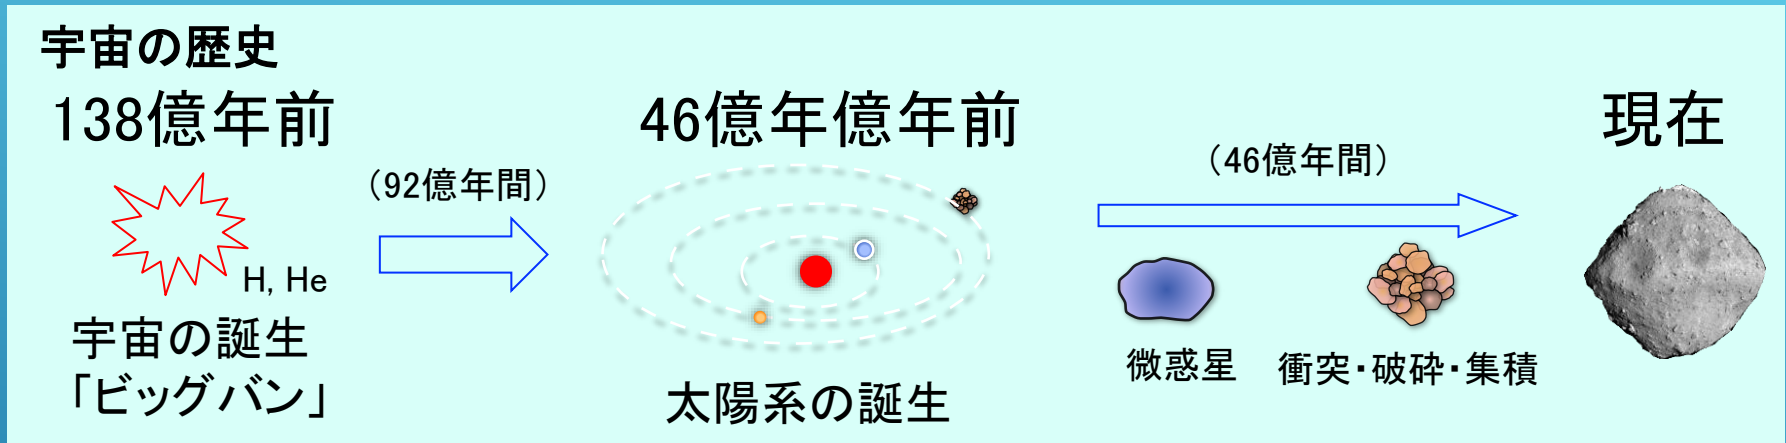 宇宙の歴史
138億年前
H, He
宇宙の誕生
「ビッグバン」
（92億年間）
46億年億年前
太陽系の誕生
（46億年間）
微惑星
衝突・破砕・集積
現在